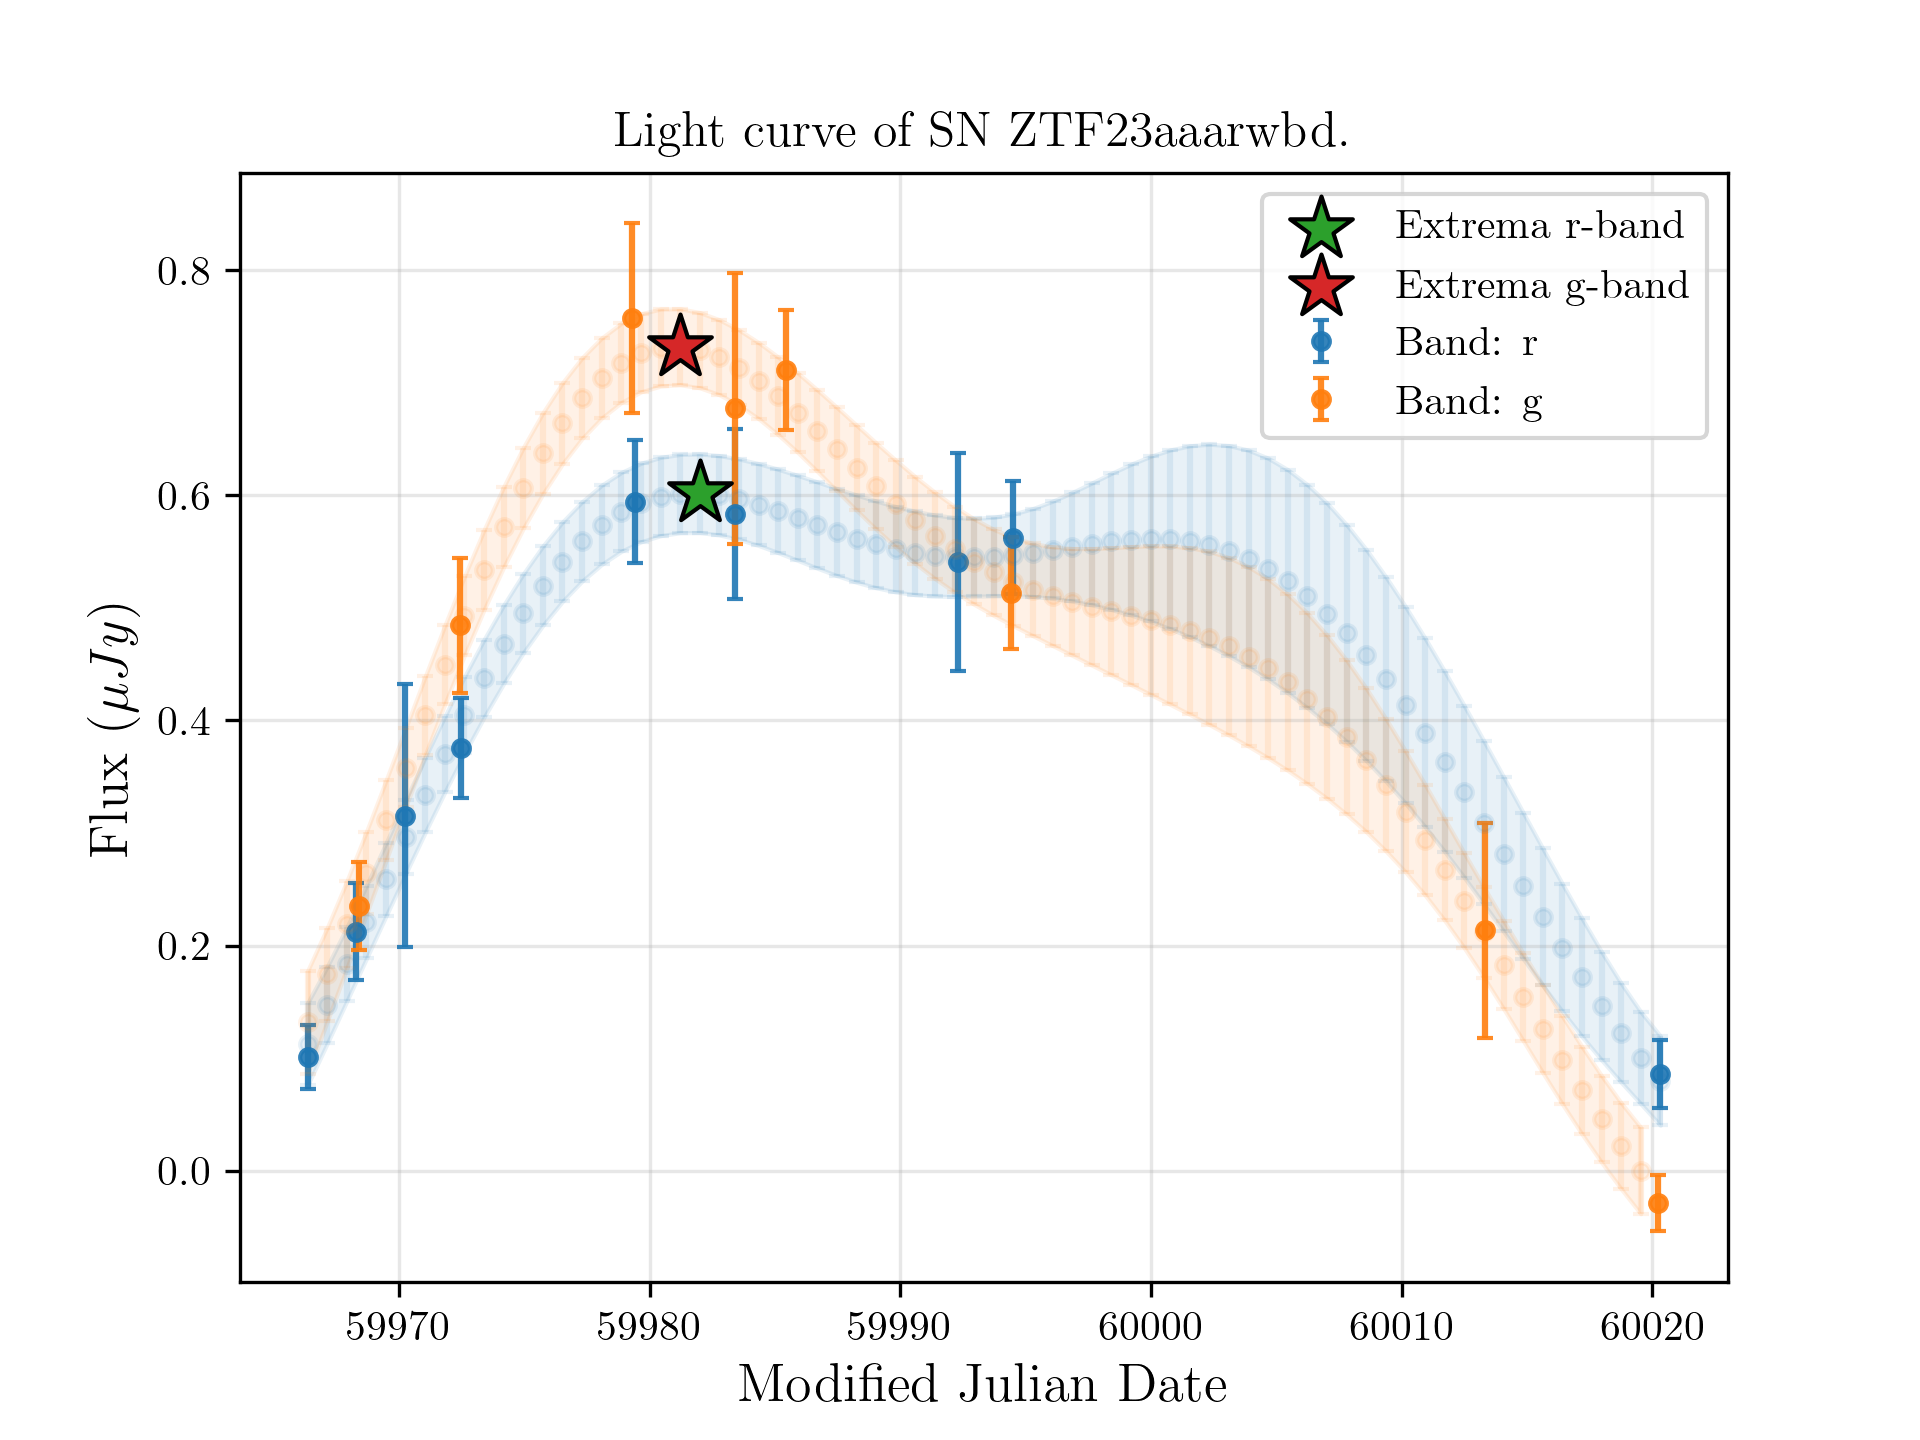 Light curve of SN ZTF23aaarwbd.
Extrema r-band
Extrema g-band
Band: r
Band: g
Flux (μJy)
0.8
0.6
0.4
0.2
0.0
59970 59980 59990 60000 60010 60020
Modified Julian Date